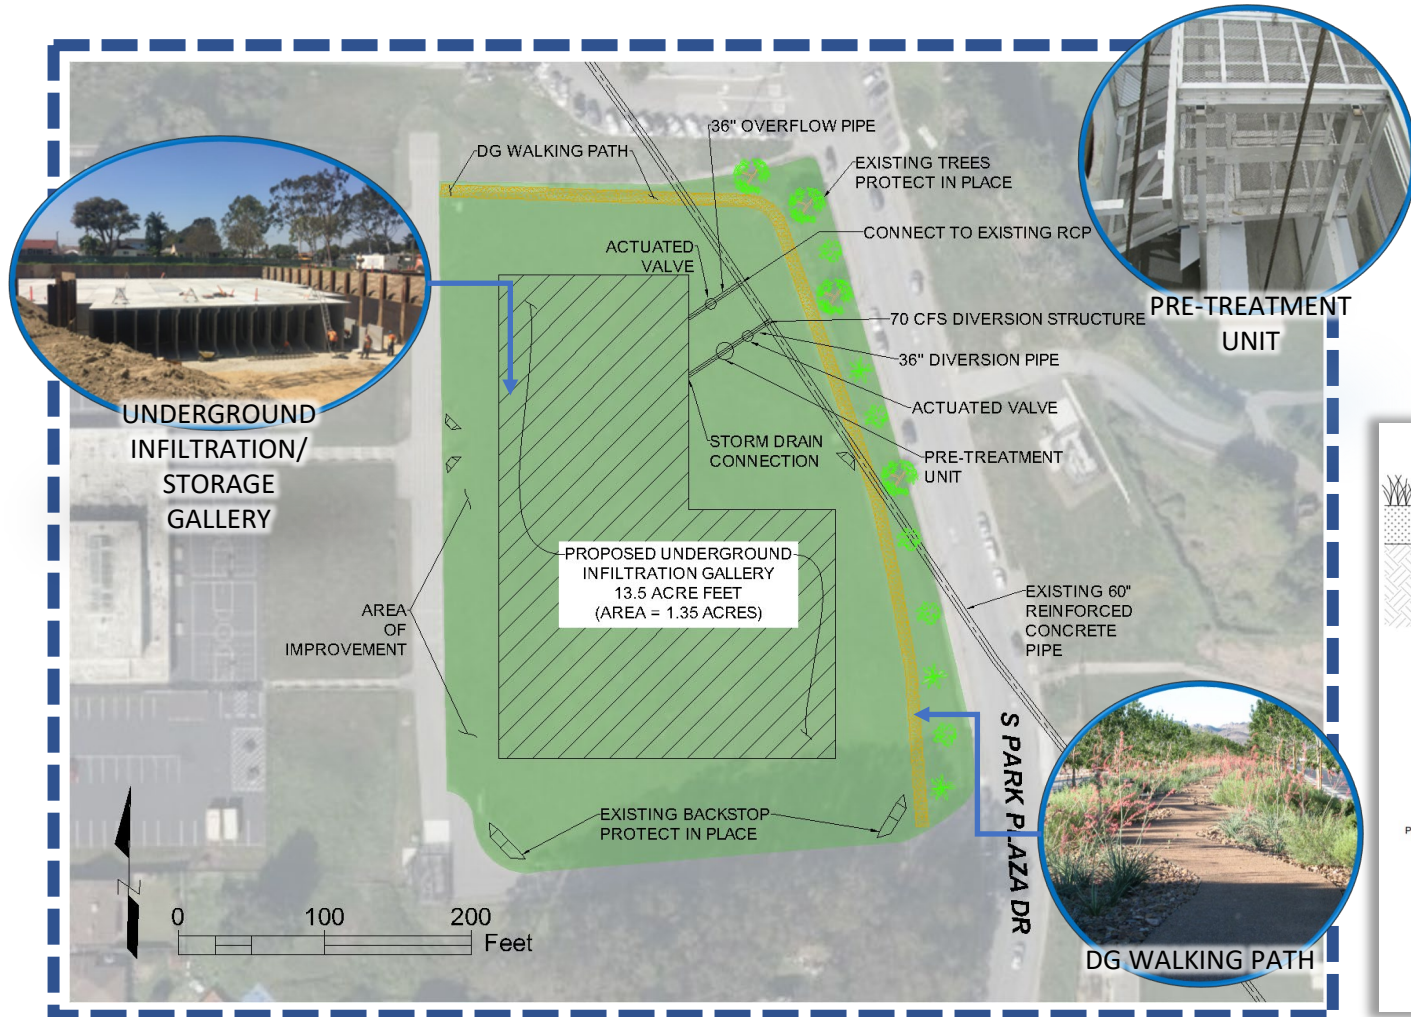 36" OVERFLOW PIPE
DG WALKING PATH
EXISTING TREES
PROTECT IN PLACE
CONNECT TO EXISTING RCP
ACTUATED
VALVE
PRE-TREATMENT
UNIT
70 CFS DIVERSION STRUCTURE
36" DIVERSION PIPE
ACTUATED VALVE
UNDERGROUND
INFILTRATION/
STORAGE
GALLERY
STORM DRAIN
CONNECTION
PRE-TREATMENT
UNIT
PROPOSED UNDERGROUND
INFILTRATION GALLERY
13.5 ACRE FEET
(AREA = 1.35 ACRES)
AREA
OF
IMPROVEMENT
EXISTING 60"
REINFORCED
CONCRETE
PIPE
S PARK PLAZA DR
EXISTING BACKSTOP
PROTECT IN PLACE
P
N
0 100 200
Feet
DG WALKING PATH